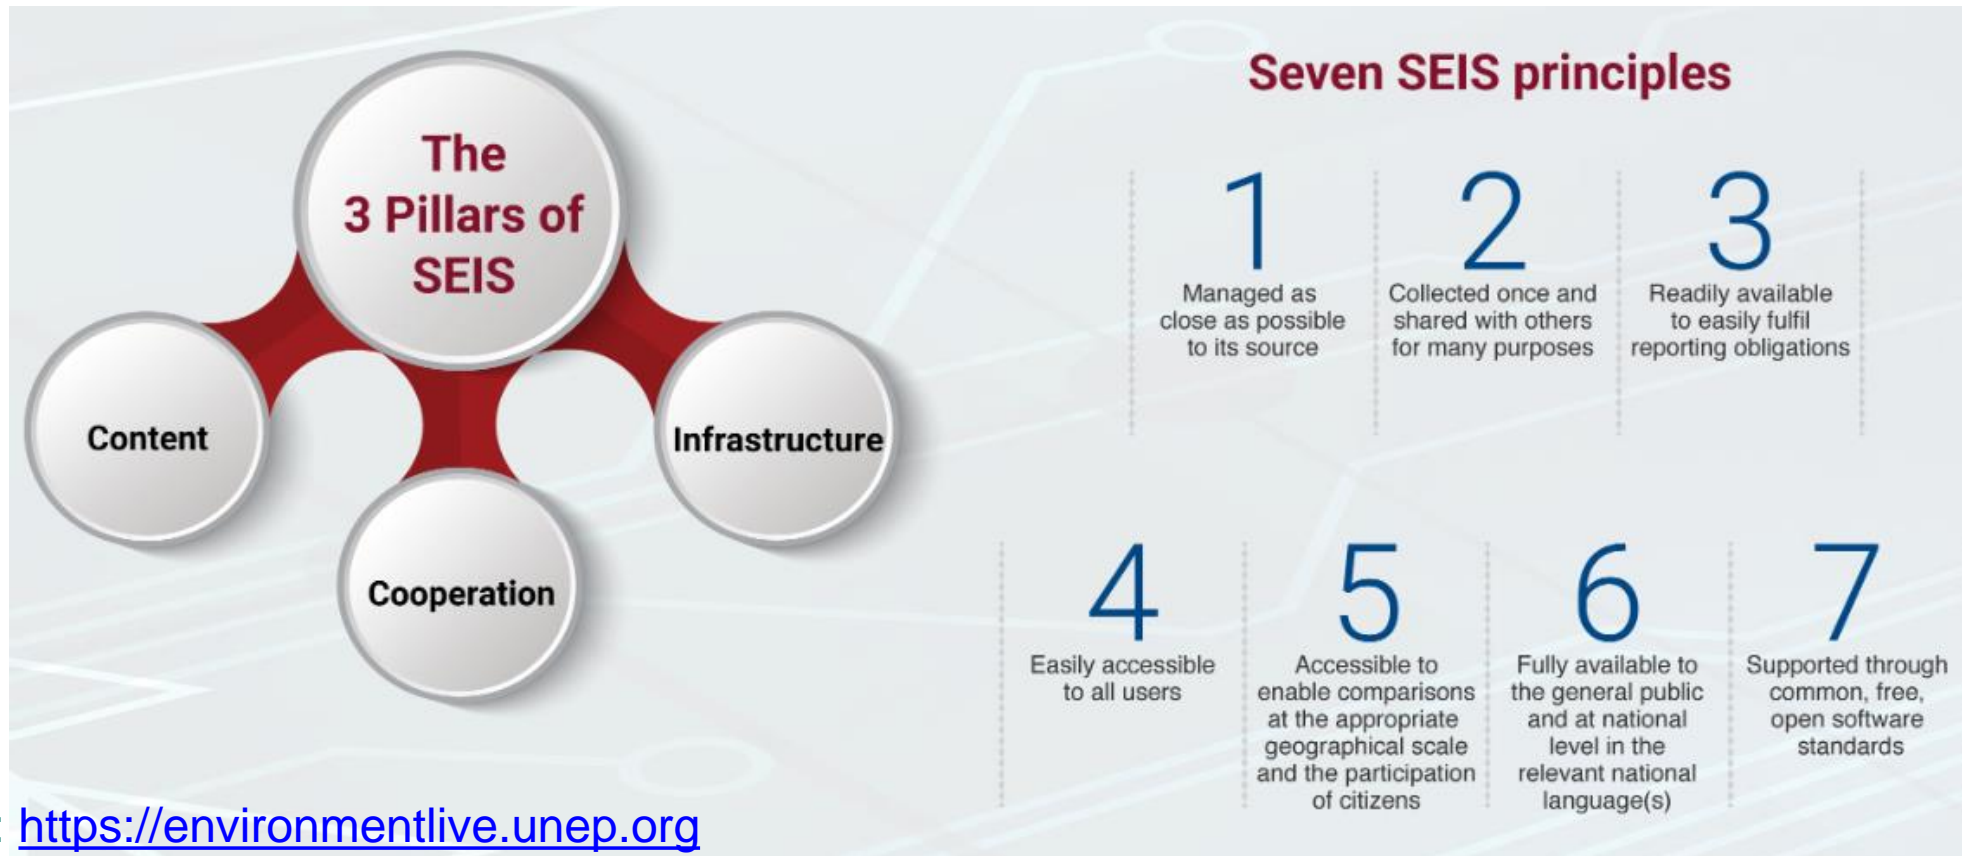 The
3 Pillars of
SEIS
Content
Cooperation
Infrastructure
Seven SEIS principles
1
Managed as
close as possible
to its source
2
Collected once and
shared with others
for many purposes
3
Readily available
to easily fulfil
reporting obligations
4
Easily accessible
to all users
5
Accessible to
enable comparisons
at the appropriate
geographical scale
and the participation
of citizens
6
Fully available to
the general public
and at national
level in the
relevant national
language(s)
7
Supported through
common, free,
open software
standards
: https://environmentlive.unep.org